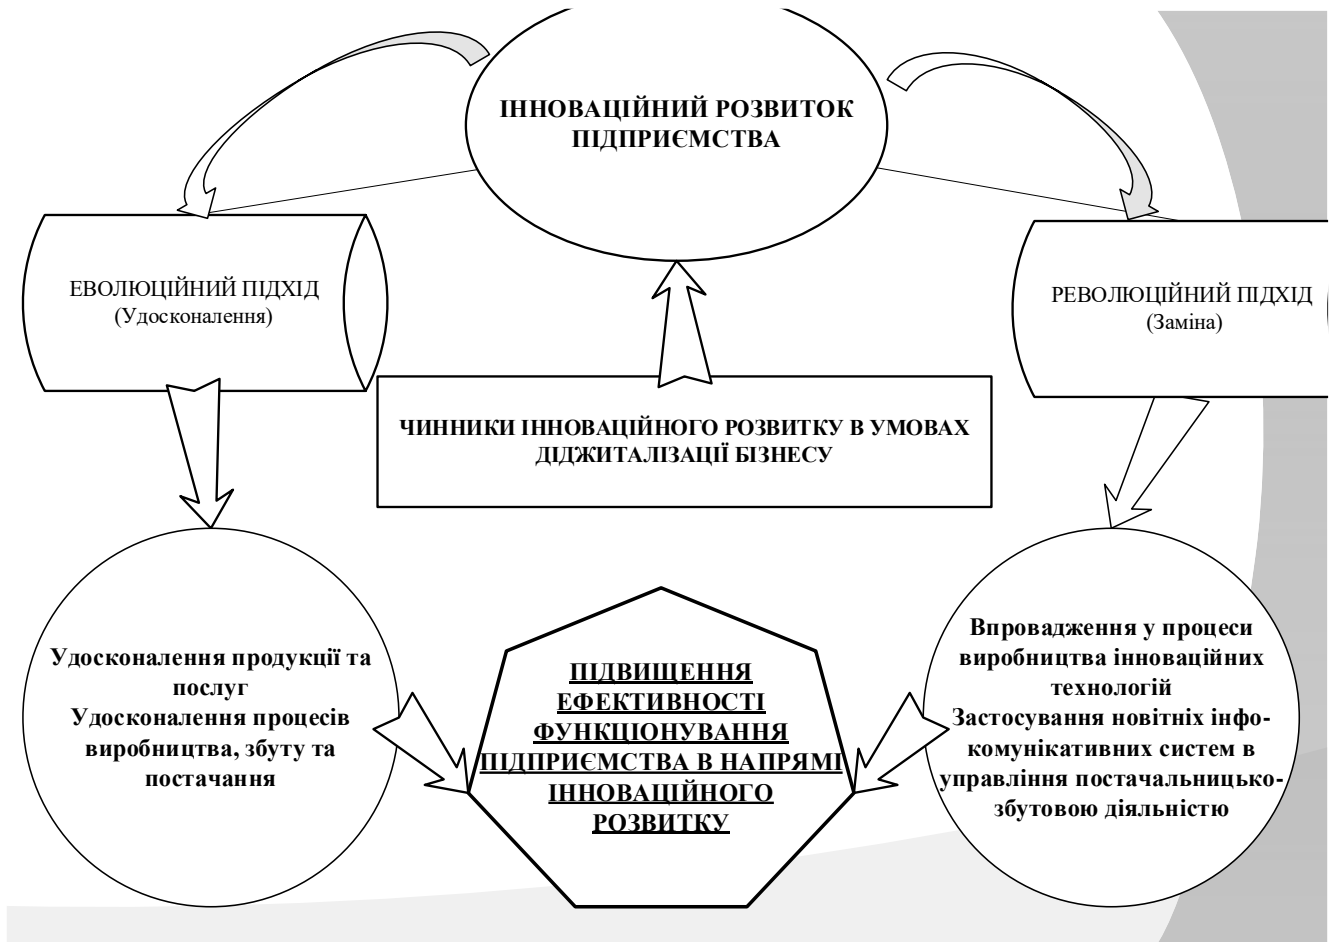 ІННОВАЦІЙНИЙ РОЗВИТОК
ПІДПРИЄМСТВА
ЕВОЛЮЦІЙНИЙ ПІДХІД
(Удосконалення)
РЕВОЛЮЦІЙНИЙ ПІДХІД
(Заміна)
ЧИННИКИ ІННОВАЦІЙНОГО РОЗВИТКУ В УМОВАХ
ДІДЖИТАЛІЗАЦІЇ БІЗНЕСУ
Удосконалення продукції та
послуг
Удосконалення процесів
виробництва, збуту та
постачання
ПІДВИЩЕННЯ
ЕФЕКТИВНОСТІ
ФУНКЦІОНУВАННЯ
ПІДПРИЄМСТВА В НАПРЯМІ
ІННОВАЦІЙНОГО
РОЗВИТКУ
Впровадження у процеси
виробництва інноваційних
технологій
Застосування новітніх інфо-
комунікативних систем в
управління постачальницько-
збутовою діяльністю